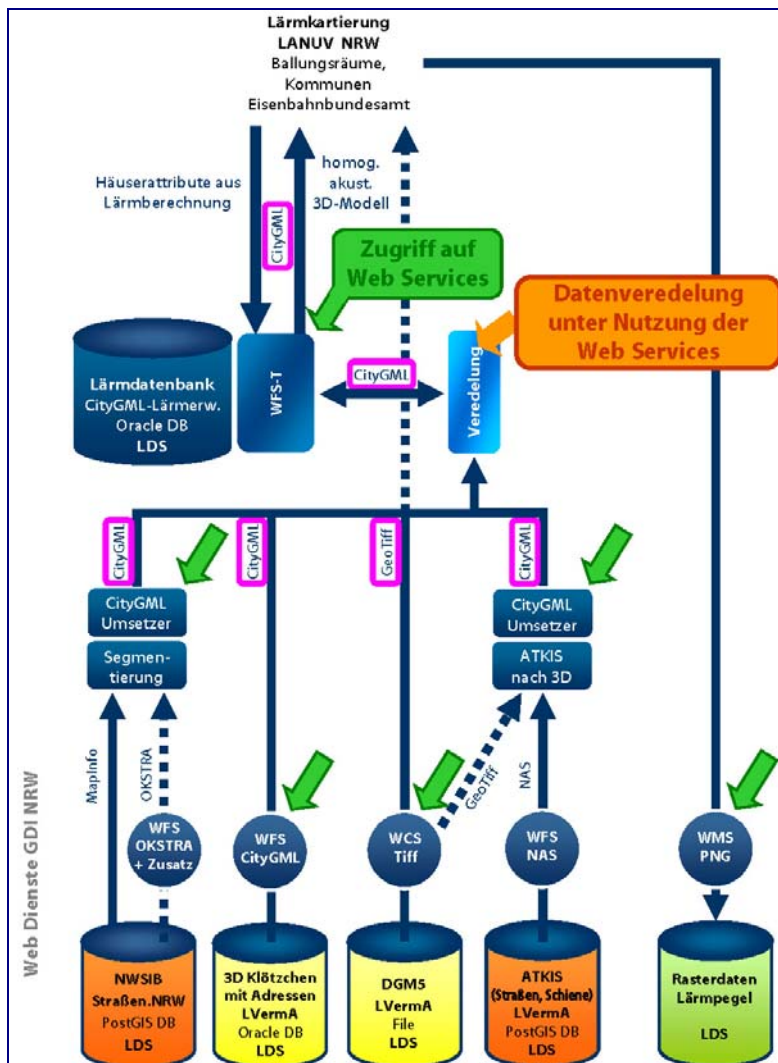 Lärmkartierung
LANUV NRW
Ballungsräume,
Kommunen
Eisenbahnbundesamt
Häuserattribute aus
Lärmberechnung
CityGML
homog.
akust.
3D-Modell
Zugriff auf
Web Services
Datenveredelung
unter Nutzung der
Web Services
Lärmdatenbank
CityGML-Lärmerw.
Oracle DB
LDS
WFS-T
CityGML
Veredelung
CityGML
CityGML
GeoTiff
CityGML
CityGML
Umsetzer
Segmen-
tierung
CityGML
Umsetzer
ATKIS
nach 3D
MapInfo
OKSTRA
GeoTiff
NAS
WFS
OKSTRA
+ Zusatz
WFS
CityGML
WCS
Tiff
WFS
NAS
WMS
PNG
Web Dienste GDI NRW
NWSIB
Straßen.NRW
PostGIS DB
LDS
3D Klötzchen
mit Adressen
LVermA
Oracle DB
LDS
DGM5
LVermA
File
LDS
ATKIS
(Straßen, Schiene)
LVermA
PostGIS DB
LDS
Rasterdaten
Lärmpegel
LDS